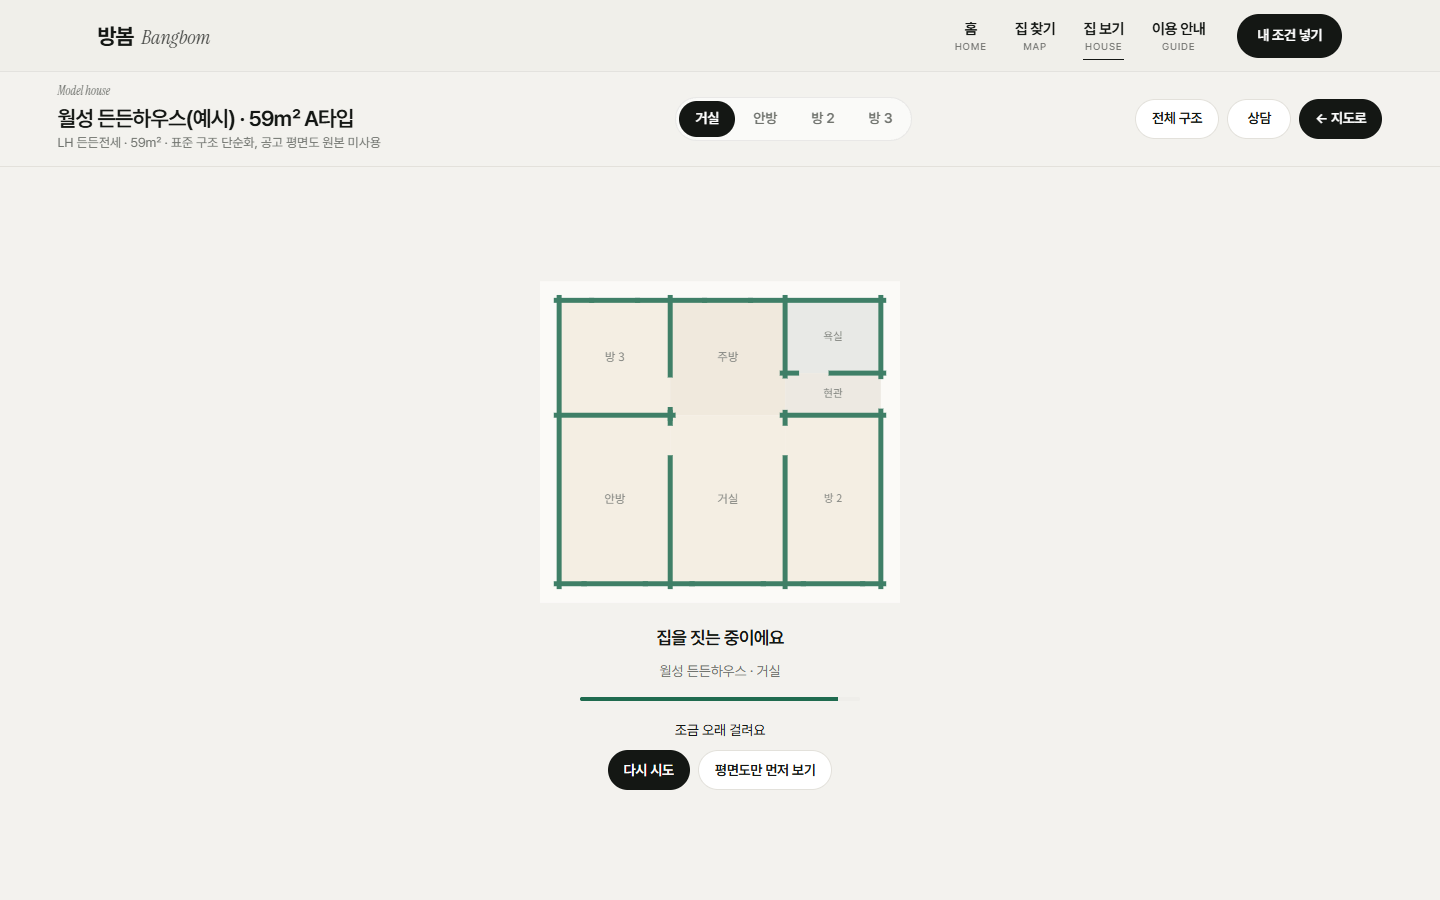 방봄 Bangbom
홈 집 찾기 집 보기 이용 안내
HOME MAP HOUSE GUIDE
내 조건 넣기
Model house
월성 든든하우스(예시) · 59m² A타입
LH 든든전세 · 59m² · 표준 구조 단순화, 공고 평면도 원본 미사용
거실 안방 방 2 방 3
전체 구조 상담 ← 지도로
욕실
방 3 주방
현관
안방 거실 방 2
집을 짓는 중이에요
월성 든든하우스 · 거실
조금 오래 걸려요
다시 시도 평면도만 먼저 보기